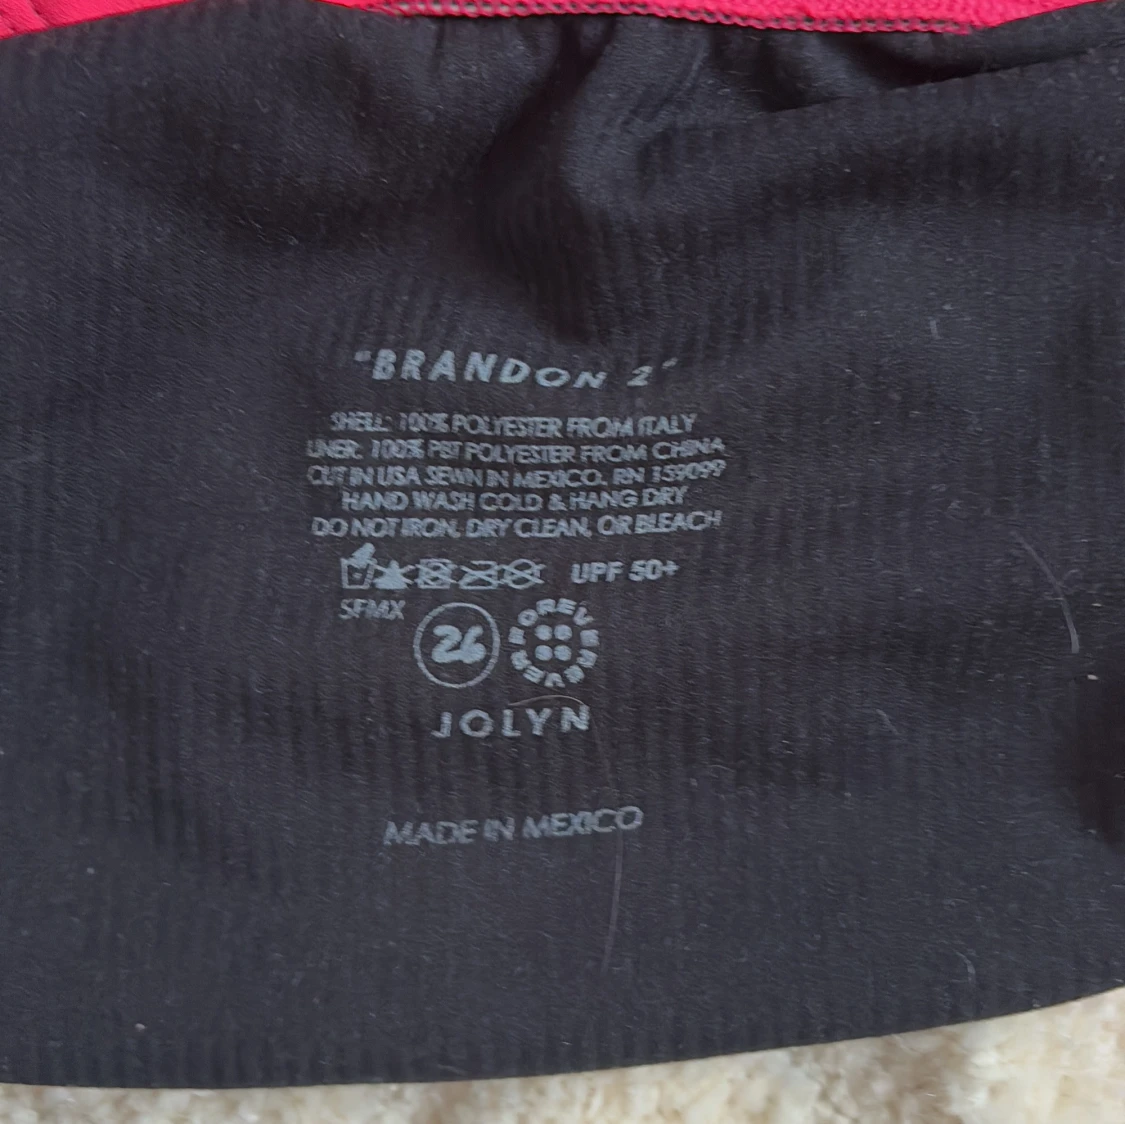 "BRANDON 2"
SHELL: 100% POLYESTER FROM ITALY
LINER: 100% PBT POLYESTER FROM CHINA
CUT IN USA SEWN IN MEXICO. RN 159099
HAND WASH COLD & HANG DRY
DO NOT IRON, DRY CLEAN, OR BLEACH
UPF 50+
SFMX
26
FOREVEREVER
JOLYN
MADE IN MEXICO